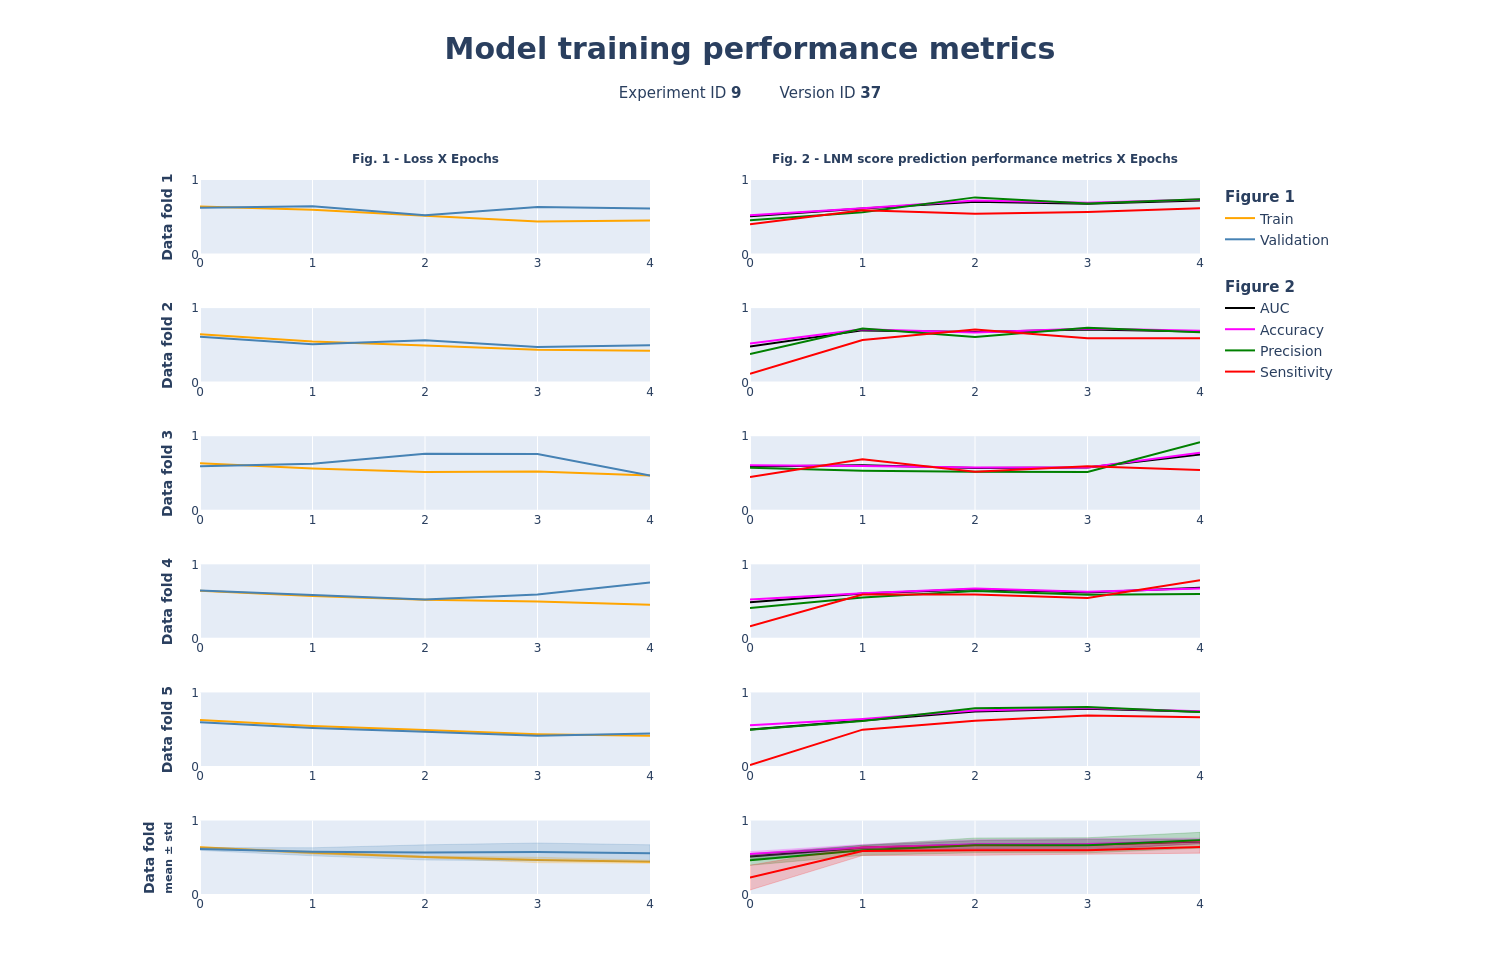 Model training performance metrics
Experiment ID 9 Version ID 37
Fig. 1 - Loss X Epochs
Fig. 2 - LNM score prediction performance metrics X Epochs
Data fold 1
1
0
0 1 2 3 4
1
0
0 1 2 3 4
Figure 1
Train
Validation
Figure 2
AUC
Accuracy
Precision
Sensitivity
Data fold 2
1
0
0 1 2 3 4
1
0
0 1 2 3 4
Data fold 3
1
0
0 1 2 3 4
1
0
0 1 2 3 4
Data fold 4
1
0
0 1 2 3 4
1
0
0 1 2 3 4
Data fold 5
1
0
0 1 2 3 4
1
0
0 1 2 3 4
Data fold
mean ± std
1
0
0 1 2 3 4
1
0
0 1 2 3 4